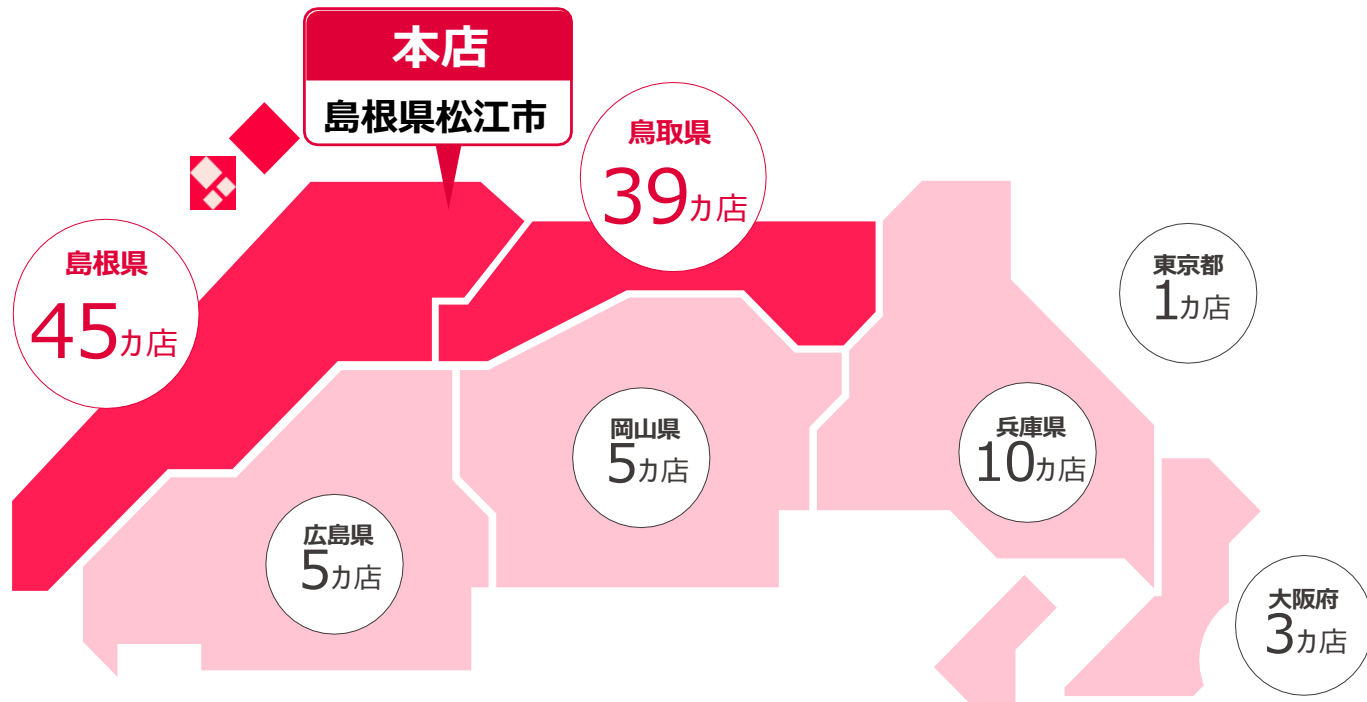 本店
島根県松江市
鳥取県
39カ店
島根県
45カ店
東京都
1カ店
岡山県
5カ店
兵庫県
10カ店
広島県
5カ店
大阪府
3カ店